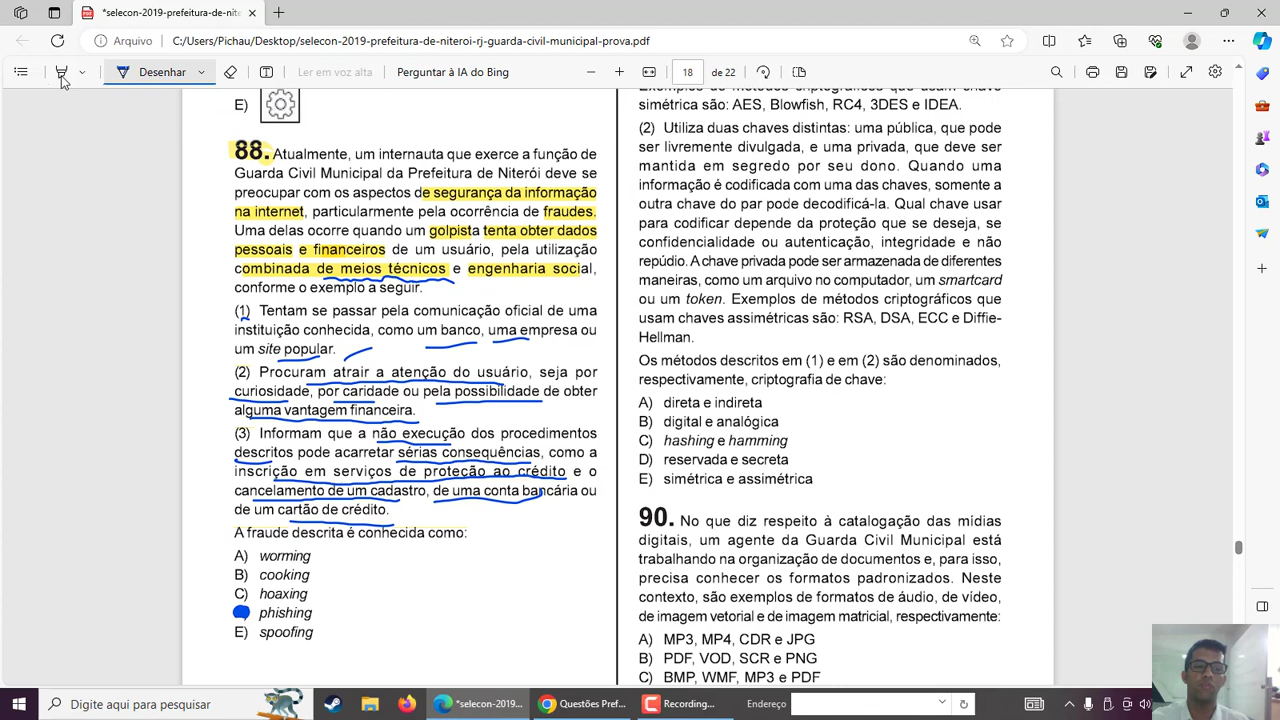 *selecon-2019-prefeitura-de-nite
Arquivo
C:/Users/Pichau/Desktop/selecon-2019-prefeitura-de-niteroi-rj-guarda-civil-municipal-prova.pdf
Desenhar
Ler em voz alta
Perguntar à IA do Bing
18
de 22
E)
88. Atualmente, um internauta que exerce a função de
Guarda Civil Municipal da Prefeitura de Niterói deve se
preocupar com os aspectos de segurança da informação
na internet, particularmente pela ocorrência de fraudes.
Uma delas ocorre quando um golpista tenta obter dados
pessoais e financeiros de um usuário, pela utilização
combinada de meios técnicos e engenharia social,
conforme o exemplo a seguir.
(1) Tentam se passar pela comunicação oficial de uma
instituição conhecida, como um banco, uma empresa ou
um site popular.
(2) Procuram atrair a atenção do usuário, seja por
curiosidade, por caridade ou pela possibilidade de obter
alguma vantagem financeira.
(3) Informam que a não execução dos procedimentos
descritos pode acarretar sérias consequências, como a
inscrição em serviços de proteção ao crédito e o
cancelamento de um cadastro, de uma conta bancária ou
de um cartão de crédito.
A fraude descrita é conhecida como:
A) worming
B) cooking
C) hoaxing
phishing
E) spoofing
Exemplos de métodos criptográficos que usam chave
simétrica são: AES, Blowfish, RC4, 3DES e IDEA.
(2) Utiliza duas chaves distintas: uma pública, que pode
ser livremente divulgada, e uma privada, que deve ser
mantida em segredo por seu dono. Quando uma
informação é codificada com uma das chaves, somente a
outra chave do par pode decodificá-la. Qual chave usar
para codificar depende da proteção que se deseja, se
confidencialidade ou autenticação, integridade e não
repúdio. A chave privada pode ser armazenada de diferentes
maneiras, como um arquivo no computador, um smartcard
ou um token. Exemplos de métodos criptográficos que
usam chaves assimétricas são: RSA, DSA, ECC e Diffie-
Hellman.
Os métodos descritos em (1) e em (2) são denominados,
respectivamente, criptografia de chave:
A) direta e indireta
B) digital e analógica
C) hashing e hamming
D) reservada e secreta
E) simétrica e assimétrica
90. No que diz respeito à catalogação das mídias
digitais, um agente da Guarda Civil Municipal está
trabalhando na organização de documentos e, para isso,
precisa conhecer os formatos padronizados. Neste
contexto, são exemplos de formatos de áudio, de vídeo,
de imagem vetorial e de imagem matricial, respectivamente:
A) MP3, MP4, CDR e JPG
B) PDF, VOD, SCR e PNG
C) BMP, WMF, MP3 e PDF
Digite aqui para pesquisar
*selecon-2019-...
Questões Pref...
Recording...
Endereço